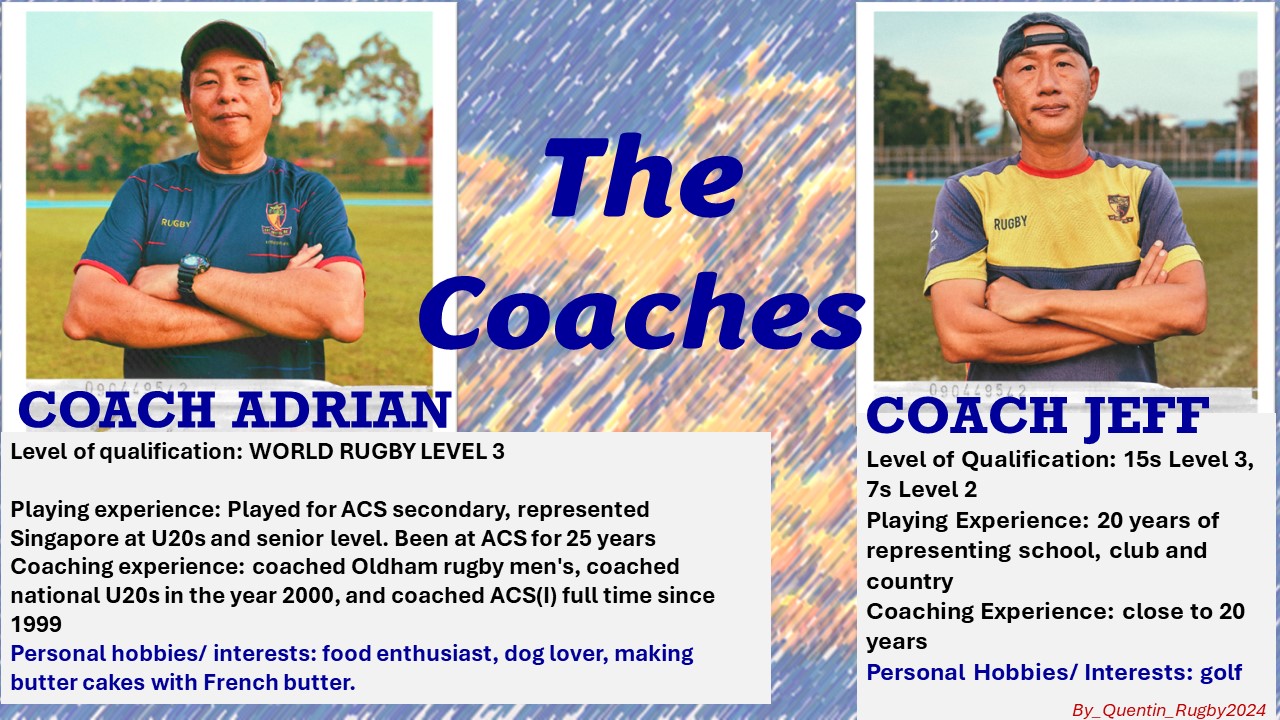 The
Coaches
RUGBY
090449542
COACH ADRIAN
Level of qualification: WORLD RUGBY LEVEL 3
Playing experience: Played for ACS secondary, represented
Singapore at U20s and senior level. Been at ACS for 25 years
Coaching experience: coached Oldham rugby men's, coached
national U20s in the year 2000, and coached ACS(I) full time since
1999
Personal hobbies/ interests: food enthusiast, dog lover, making
butter cakes with French butter.
RUGBY
090449542
COACH JEFF
Level of Qualification: 15s Level 3,
7s Level 2
Playing Experience: 20 years of
representing school, club and
country
Coaching Experience: close to 20
years
Personal Hobbies/ Interests: golf
By_Quentin_Rugby2024